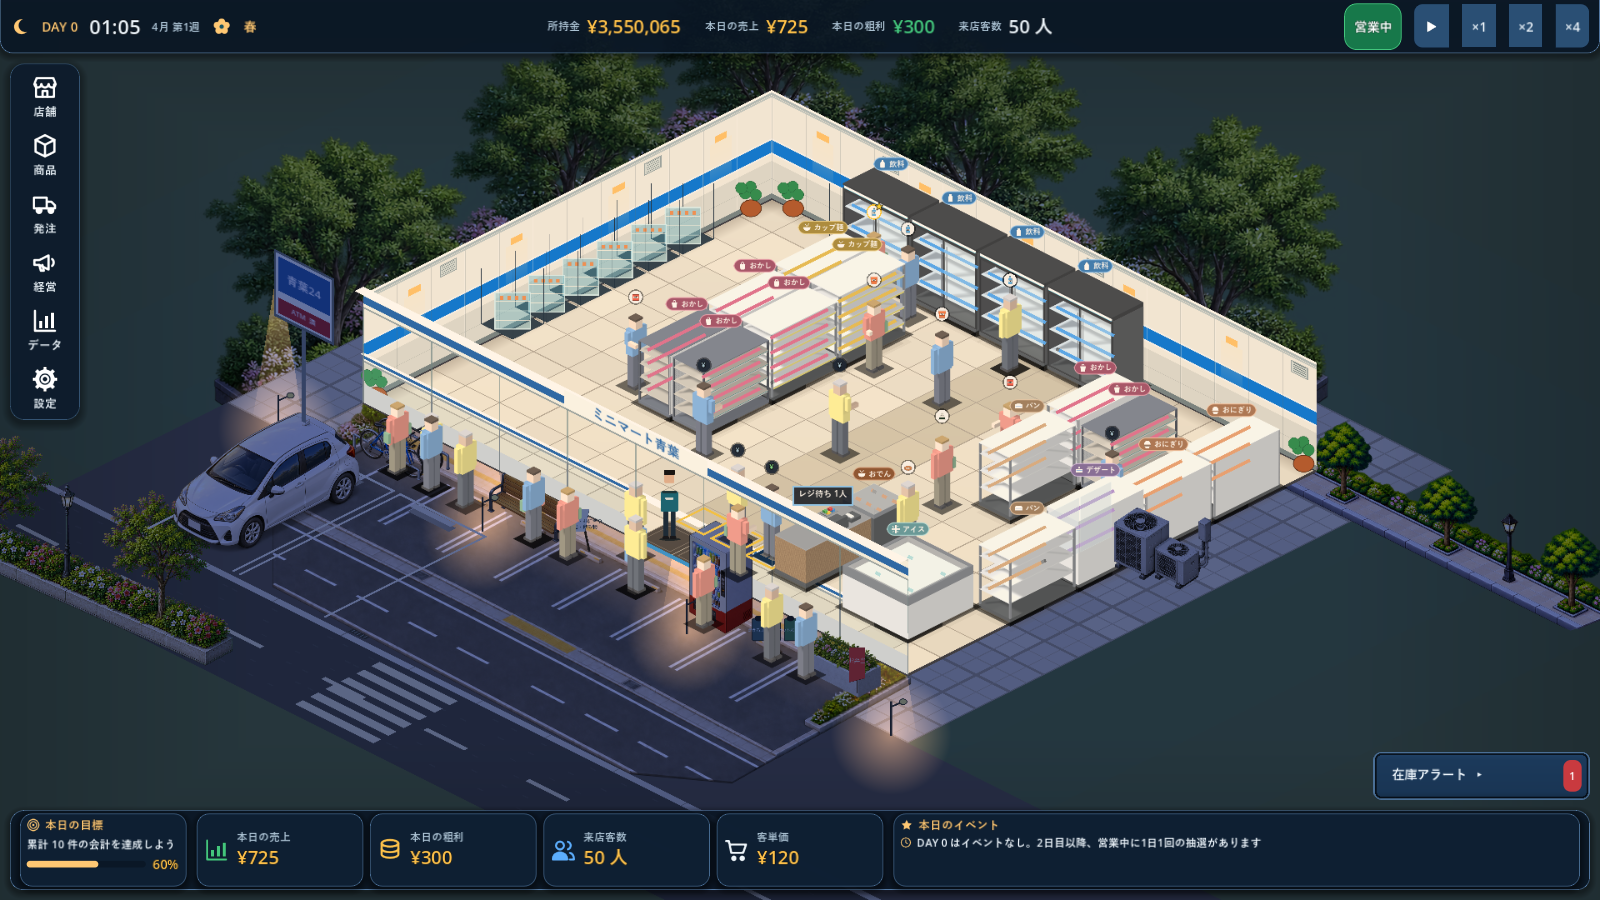 DAY 0 01:05 4月 第1週 春
所持金 ¥3,550,065 本日の売上 ¥725 本日の粗利 ¥300 来店客数 50 人
営業中 ▶ ×1 ×2 ×4
店舗
商品
発注
経営
データ
設定
飲料
飲料
飲料
飲料
カップ麺
カップ麺
おかし
おかし
おかし
おかし
青葉24
ATM 酒
おかし
おかし
パン
おにぎり
おにぎり
ミニマート青葉
おでん
デザート
レジ待ち 1人
パン
アイス
在庫アラート ▸ 1
本日の目標
累計 10 件の会計を達成しよう
60%
本日の売上
¥725
本日の粗利
¥300
来店客数
50 人
客単価
¥120
本日のイベント
DAY 0 はイベントなし。2日目以降、営業中に1日1回の抽選があります